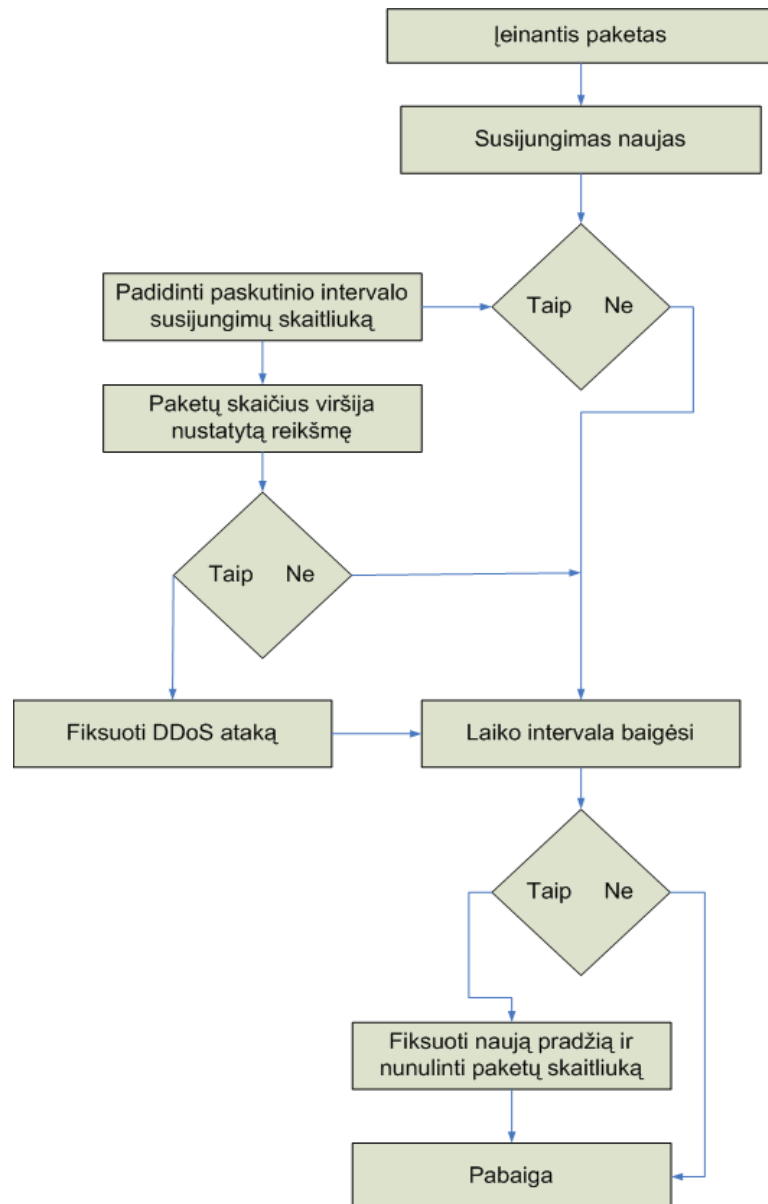 Įeinantis paketas
Susijungimas naujas
Taip Ne
Padidinti paskutinio intervalo
susijungimų skaitliuką
Paketų skaičius viršija
nustatytą reikšmę
Taip Ne
Fiksuoti DDoS ataką
Laiko intervala baigėsi
Taip Ne
Fiksuoti naują pradžią ir
nunulinti paketų skaitliuką
Pabaiga